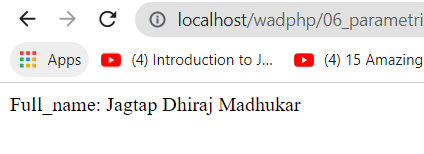 localhost/wadphp/06_parametri
Apps
(4) Introduction to J...
(4) 15 Amazing
Full_name: Jagtap Dhiraj Madhukar